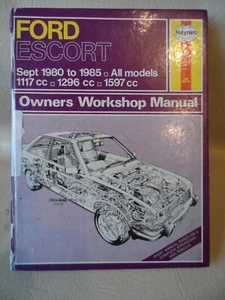 FORD
ESCORT
Haynes
Sept 1980 to 1985 □ All models
1117 cc □ 1296 cc □ 1597 cc
Owners Workshop Manual